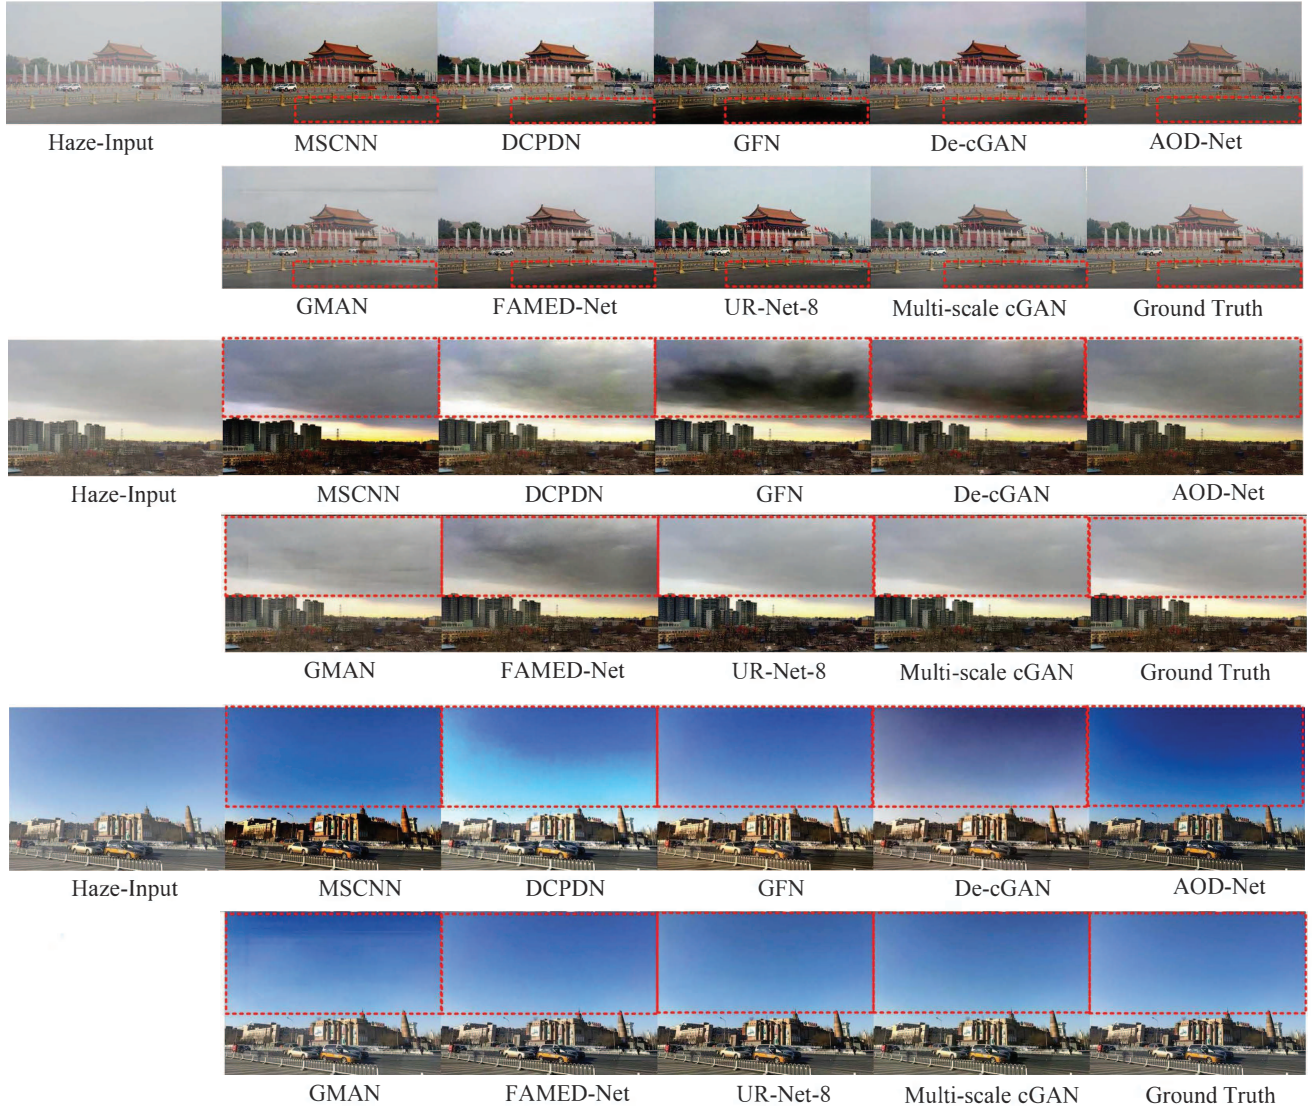 Haze-Input MSCNN DCPDN GFN De-cGAN AOD-Net
GMAN FAMED-Net UR-Net-8 Multi-scale cGAN Ground Truth
Haze-Input MSCNN DCPDN GFN De-cGAN AOD-Net
GMAN FAMED-Net UR-Net-8 Multi-scale cGAN Ground Truth
Haze-Input MSCNN DCPDN GFN De-cGAN AOD-Net
GMAN FAMED-Net UR-Net-8 Multi-scale cGAN Ground Truth